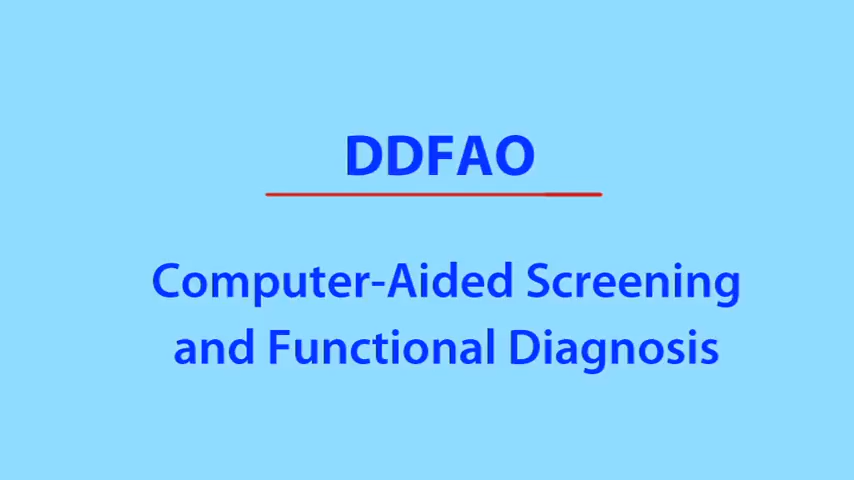 DDFAO
Computer-Aided Screening
and Functional Diagnosis